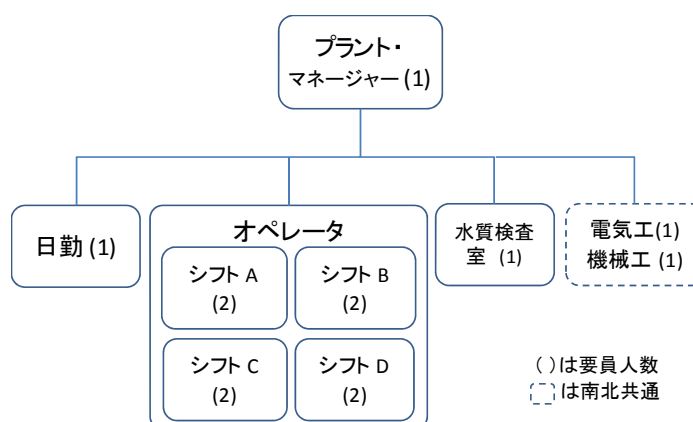 プラント・
マネージャー (1)
日勤 (1)
オペレータ
シフト A
(2)
シフト B
(2)
シフト C
(2)
シフト D
(2)
水質検査
室 (1)
電気工(1)
機械工 (1)
( )は要員人数
は南北共通